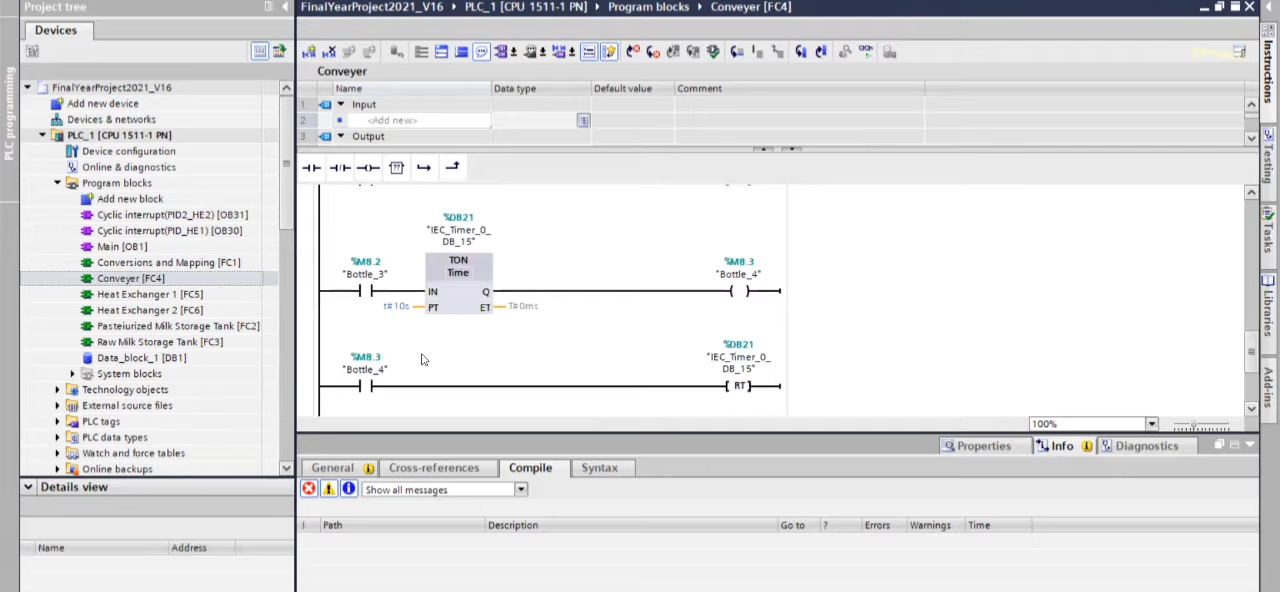 Project tree
FinalYearProject2021_V16 ▸ PLC_1 [CPU 1511-1 PN] ▸ Program blocks ▸ Conveyer [FC4]
Devices
PLC programming
FinalYearProject2021_V16
Add new device
Devices & networks
PLC_1 [CPU 1511-1 PN]
Device configuration
Online & diagnostics
Program blocks
Add new block
Cyclic interrupt(PID2_HE2) [OB31]
Cyclic interrupt(PID_HE1) [OB30]
Main [OB1]
Conversions and Mapping [FC1]
Conveyer [FC4]
Heat Exchanger 1 [FC5]
Heat Exchanger 2 [FC6]
Pasteiurized Milk Storage Tank [FC2]
Raw Milk Storage Tank [FC3]
Data_block_1 [DB1]
System blocks
Technology objects
External source files
PLC tags
PLC data types
Watch and force tables
Online backups
Details view
Name Address
Conveyer
Name Data type Default value Comment
1 Input
2 <Add new>
3 Output
??
%DB21
"IEC_Timer_0_
DB_15"
TON
Time
%M8.2
"Bottle_3"
%M8.3
"Bottle_4"
IN Q
t#10s PT ET T#0ms
%M8.3
"Bottle_4"
%DB21
"IEC_Timer_0_
DB_15"
RT
100%
Properties Info Diagnostics
General Cross-references Compile Syntax
Show all messages
! Path Description Go to ? Errors Warnings Time
Instructions
Testing
Tasks
Libraries
Add-ins